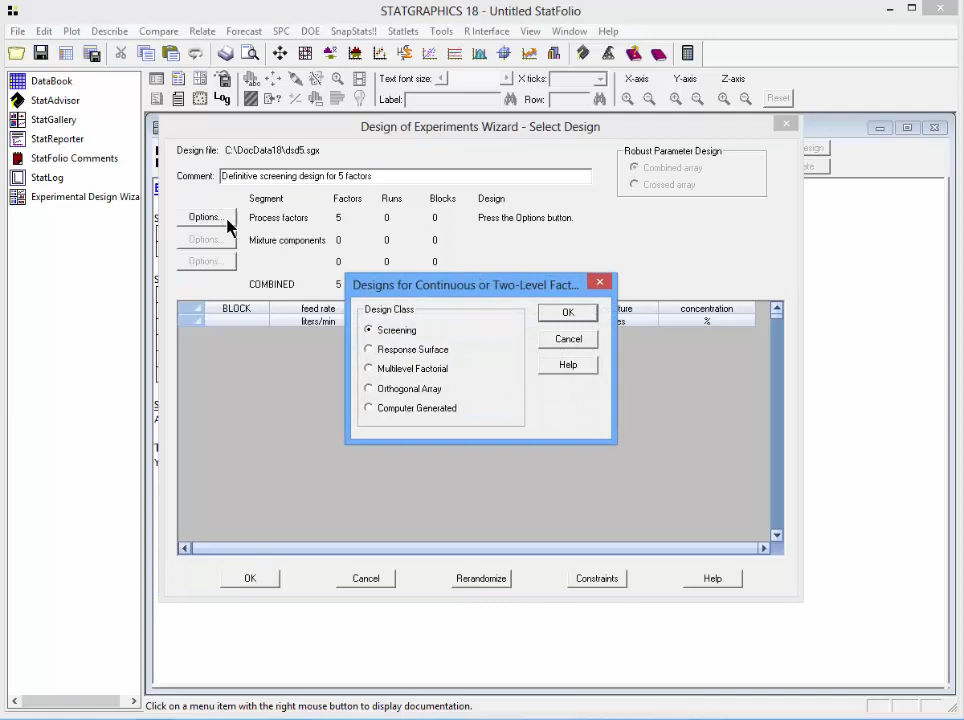 STATGRAPHICS 18 - Untitled StatFolio
File Edit Plot Describe Compare Relate Forecast SPC DOE SnapStats!! Statlets Tools R Interface View Window Help
DataBook
StatAdvisor
StatGallery
StatReporter
StatFolio Comments
StatLog
Experimental Design Wiza
Log
Text font size:
X ticks:
X-axis
Y-axis
Z-axis
Label:
Row:
Reset
Design of Experiments Wizard - Select Design
Design file: C:\DocData18\dsd5.sgx
Comment: Definitive screening design for 5 factors
Robust Parameter Design
Combined array
Crossed array
Segment Factors Runs Blocks Design
Options... Process factors 5 0 0 Press the Options button.
Options... Mixture components 0 0 0
Options... 0 0 0
COMBINED 5
BLOCK feed rate ture concentration
liters/min es %
Designs for Continuous or Two-Level Fact...
Design Class
Screening
Response Surface
Multilevel Factorial
Orthogonal Array
Computer Generated
OK
Cancel
Help
OK Cancel Rerandomize Constraints Help
Click on a menu item with the right mouse button to display documentation.